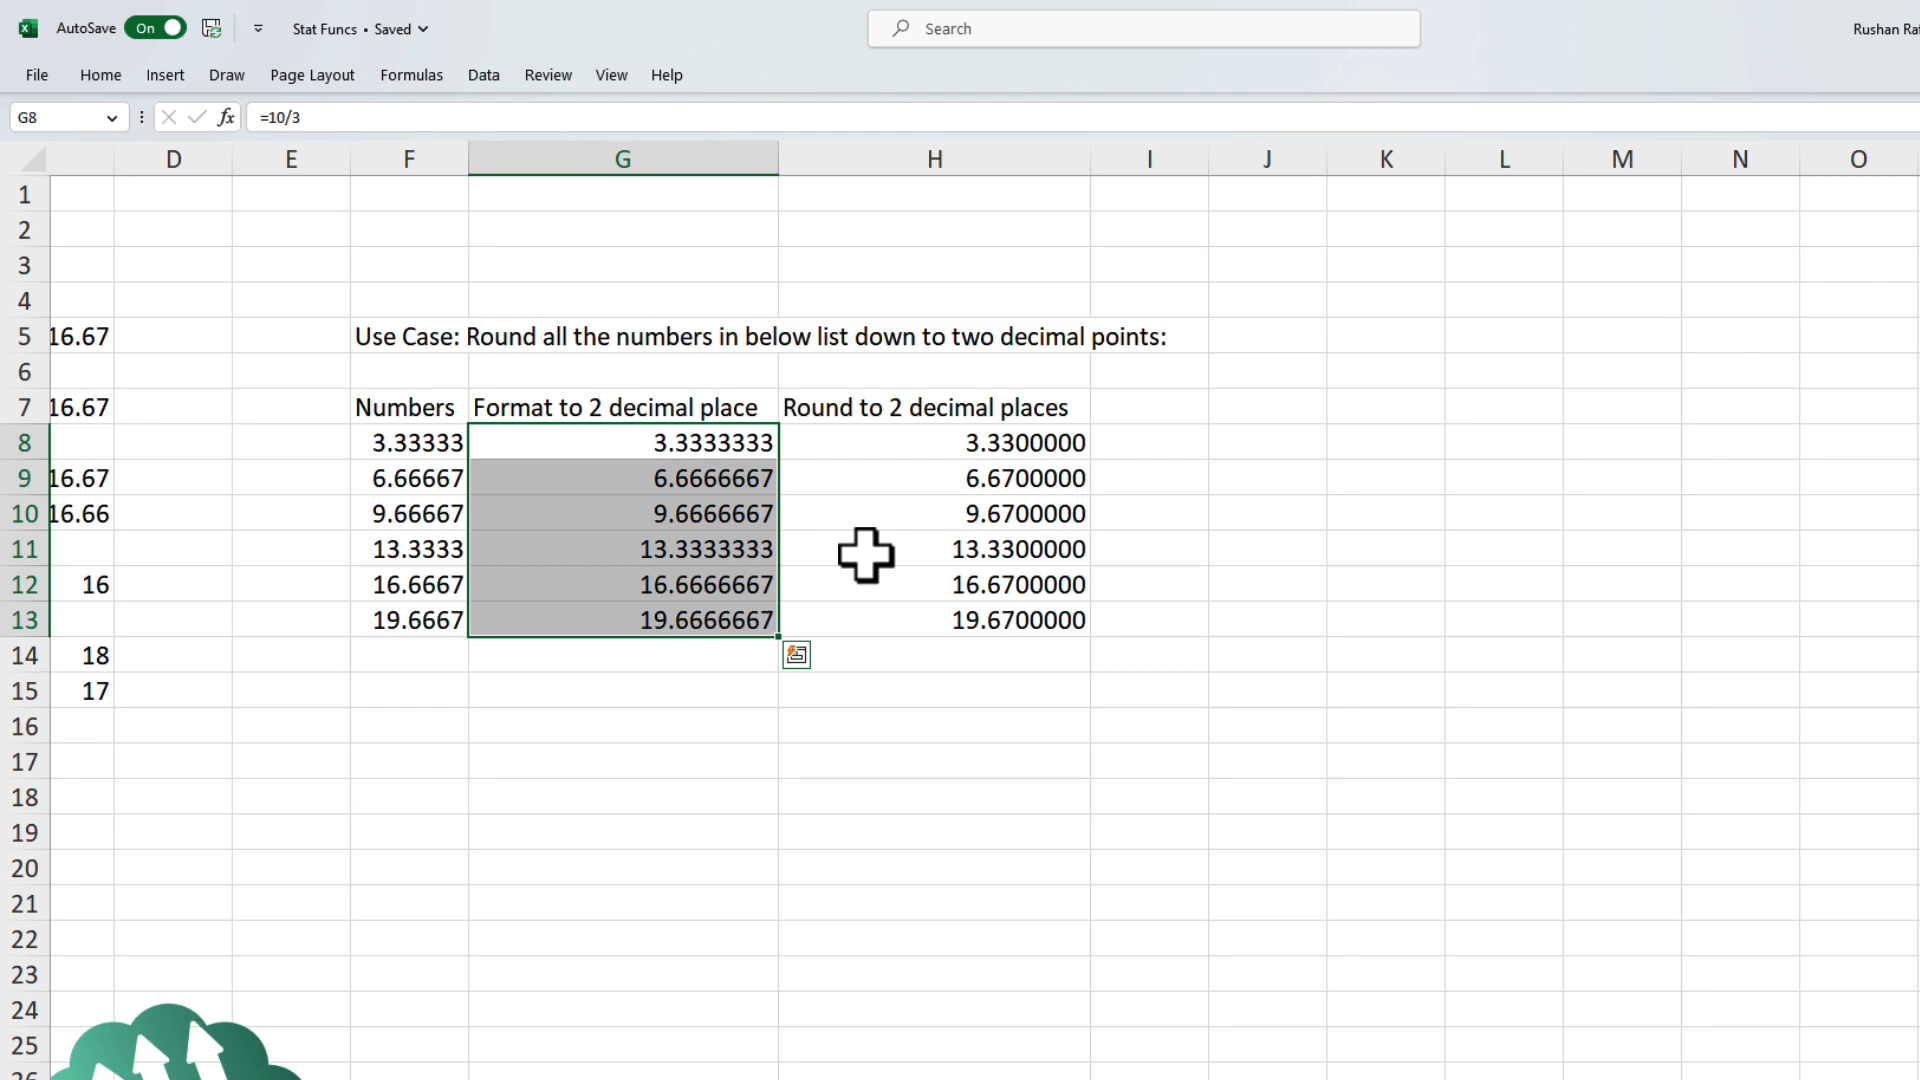 AutoSave On Stat Funcs • Saved Search Rushan Raf
File Home Insert Draw Page Layout Formulas Data Review View Help
G8 fx =10/3
D E F G H I J K L M N O
1
2
3
4
5 16.67 Use Case: Round all the numbers in below list down to two decimal points:
6
7 16.67 Numbers Format to 2 decimal place Round to 2 decimal places
8 3.33333 3.3333333 3.3300000
9 16.67 6.66667 6.6666667 6.6700000
10 16.66 9.66667 9.6666667 9.6700000
11 13.3333 13.3333333 13.3300000
12 16 16.6667 16.6666667 16.6700000
13 19.6667 19.6666667 19.6700000
14 18
15 17
16
17
18
19
20
21
22
23
24
25
26